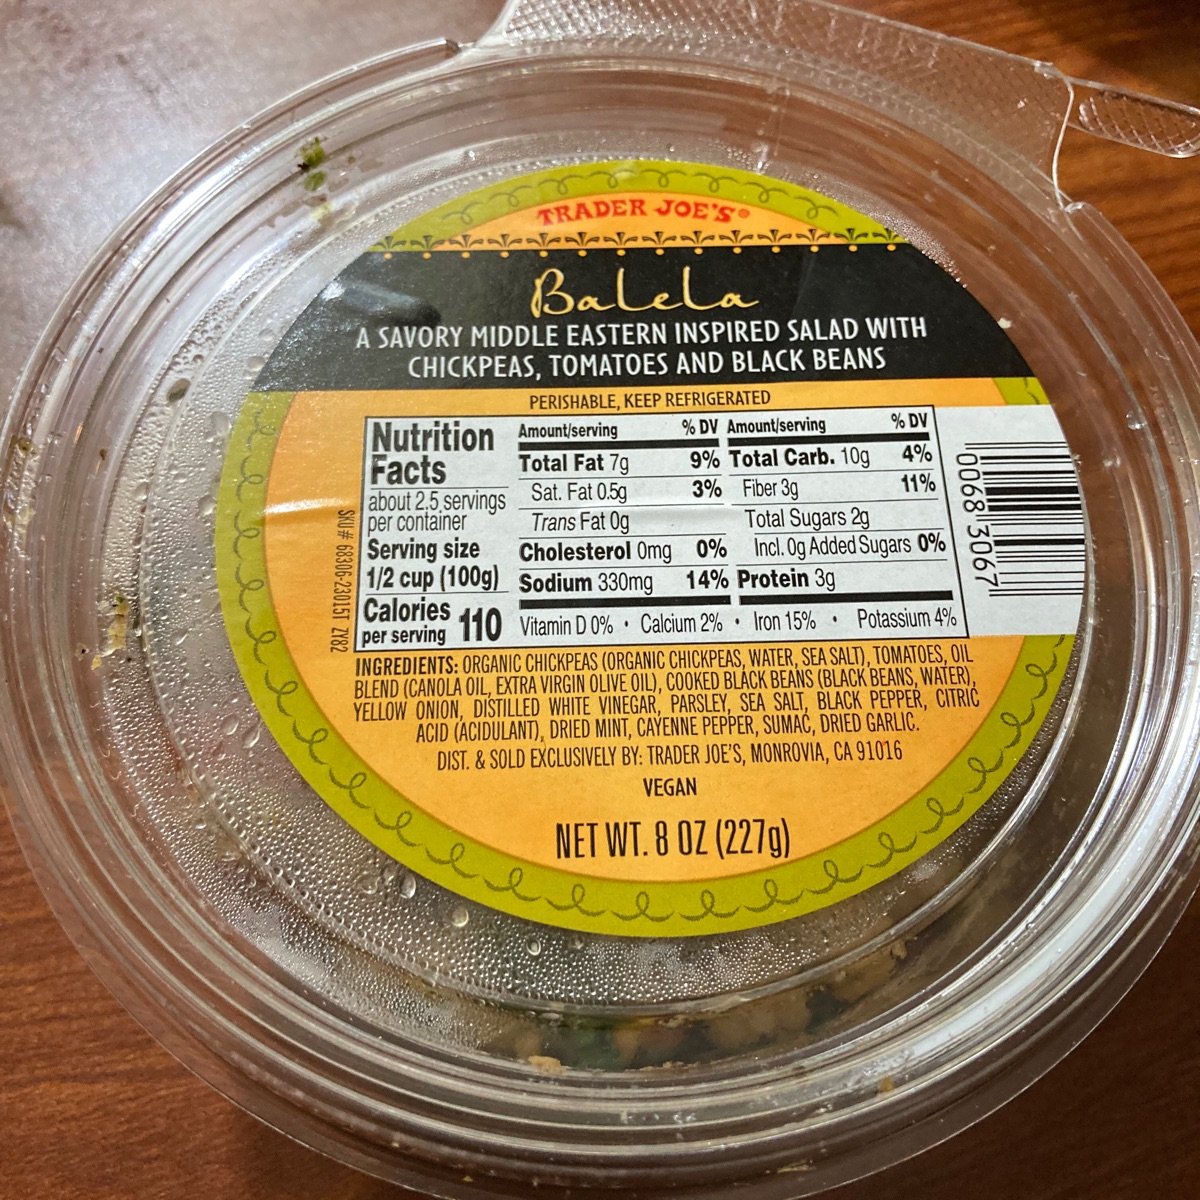 TRADER JOE'S®
Balela
A SAVORY MIDDLE EASTERN INSPIRED SALAD WITH
CHICKPEAS, TOMATOES AND BLACK BEANS
PERISHABLE, KEEP REFRIGERATED
Nutrition
Facts
about 2.5 servings
per container
Serving size
1/2 cup (100g)
Calories
per serving 110
Amount/serving % DV
Total Fat 7g 9%
Sat. Fat 0.5g 3%
Trans Fat 0g
Cholesterol 0mg 0%
Sodium 330mg 14%
Amount/serving % DV
Total Carb. 10g 4%
Fiber 3g 11%
Total Sugars 2g
Incl. 0g Added Sugars 0%
Protein 3g
Vitamin D 0% • Calcium 2% • Iron 15% • Potassium 4%
INGREDIENTS: ORGANIC CHICKPEAS (ORGANIC CHICKPEAS, WATER, SEA SALT), TOMATOES, OIL
BLEND (CANOLA OIL, EXTRA VIRGIN OLIVE OIL), COOKED BLACK BEANS (BLACK BEANS, WATER),
YELLOW ONION, DISTILLED WHITE VINEGAR, PARSLEY, SEA SALT, BLACK PEPPER, CITRIC
ACID (ACIDULANT), DRIED MINT, CAYENNE PEPPER, SUMAC, DRIED GARLIC.
DIST. & SOLD EXCLUSIVELY BY: TRADER JOE'S, MONROVIA, CA 91016
VEGAN
NET WT. 8 OZ (227g)
SKU# 68306-23015T ZY82
0068 3067